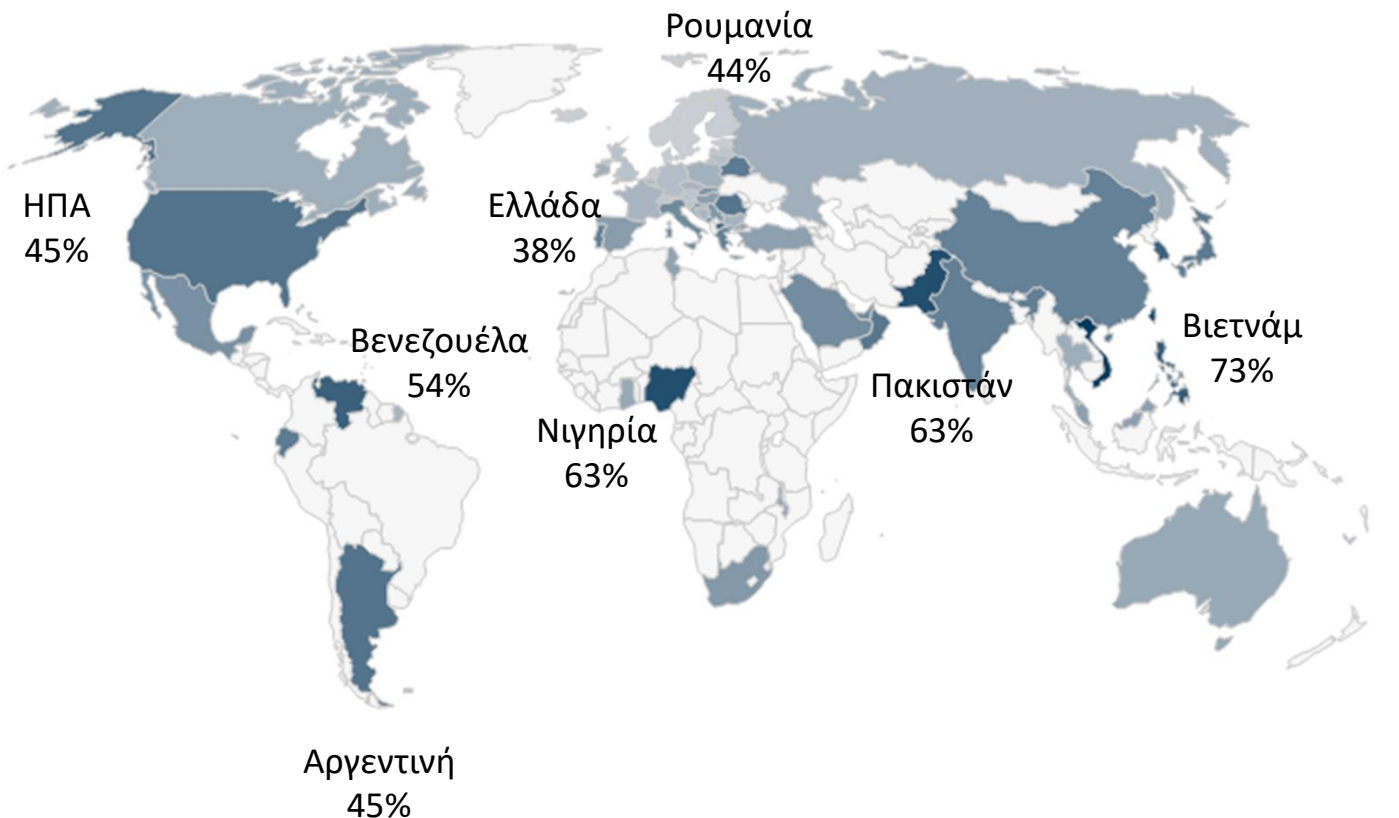 Ρουμανία
44%
ΗΠΑ
45%
Ελλάδα
38%
Βενεζουέλα
54%
Βιετνάμ
73%
Πακιστάν
63%
Νιγηρία
63%
Αργεντινή
45%